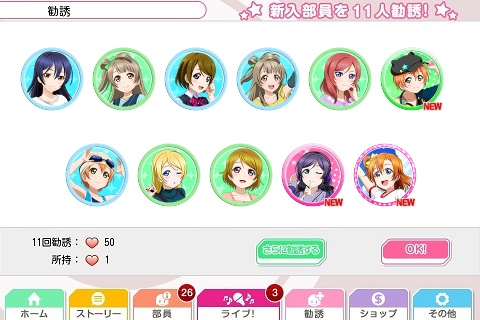 勧誘
新入部員を11人勧誘!
NEW
NEW
NEW
11回勧誘: 50
所持: 1
さらに勧誘する
OK!
26
3
ホーム
ストーリー
部員
ライブ!
勧誘
ショップ
その他